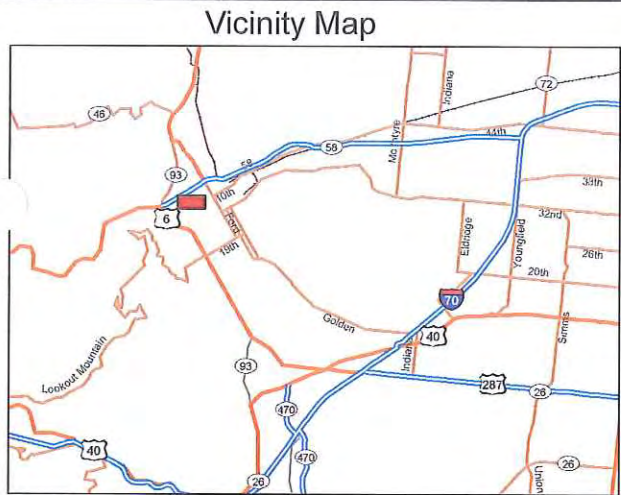 Vicinity Map
72
46
Indiana
McIntyre
44th
58
58
93
10th
33th
6
Ford
32nd
19th
Eldridge
Youngfield
26th
20th
70
Golden
40
Simms
Indiana
93
Lookout Mountain
287
26
470
40
470
26
26
Union